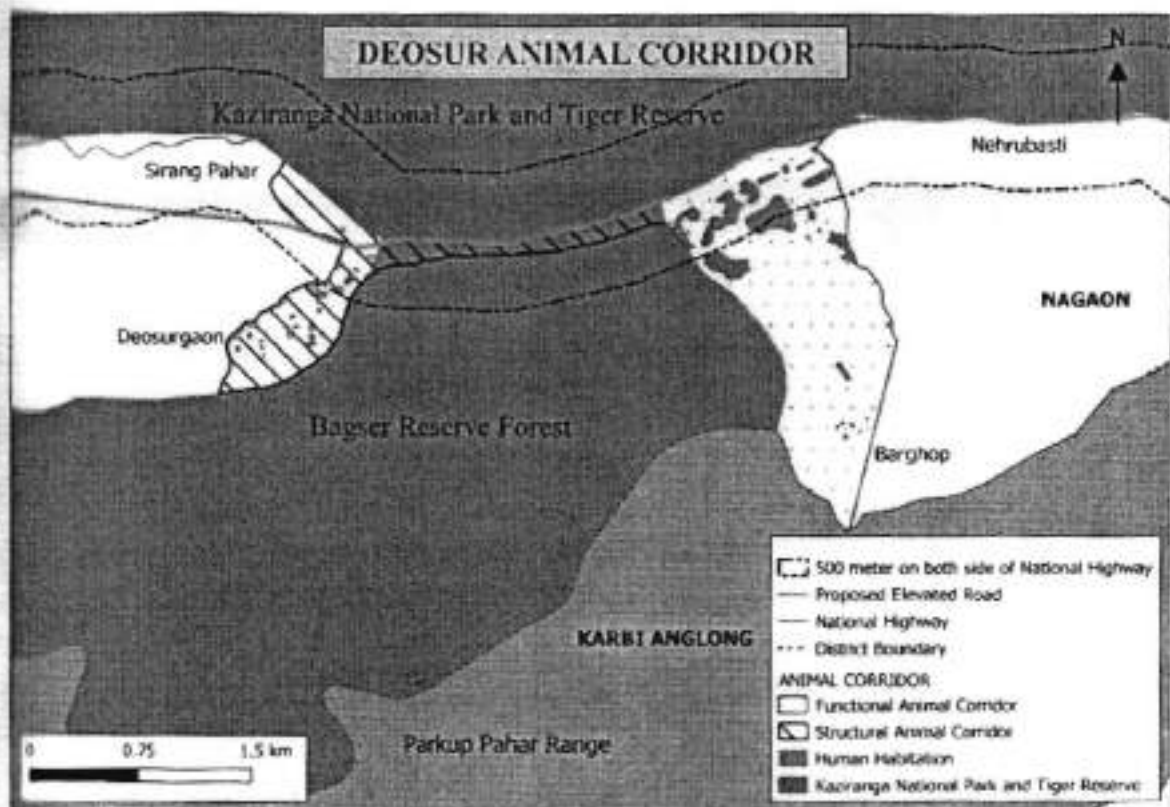 DEOSUR ANIMAL CORRIDOR
N
Kaziranga National Park and Tiger Reserve
Sirang Pahar
Nehrubasti
NAGAON
Deosurgaon
Bagser Reserve Forest
Barghop
KARBI ANGLONG
Parkup Pahar Range
0 0.75 1.5 km
500 meter on both side of National Highway
Proposed Elevated Road
National Highway
District Boundary
ANIMAL CORRIDOR
Functional Animal Corridor
Structural Animal Corridor
Human Habitation
Kaziranga National Park and Tiger Reserve